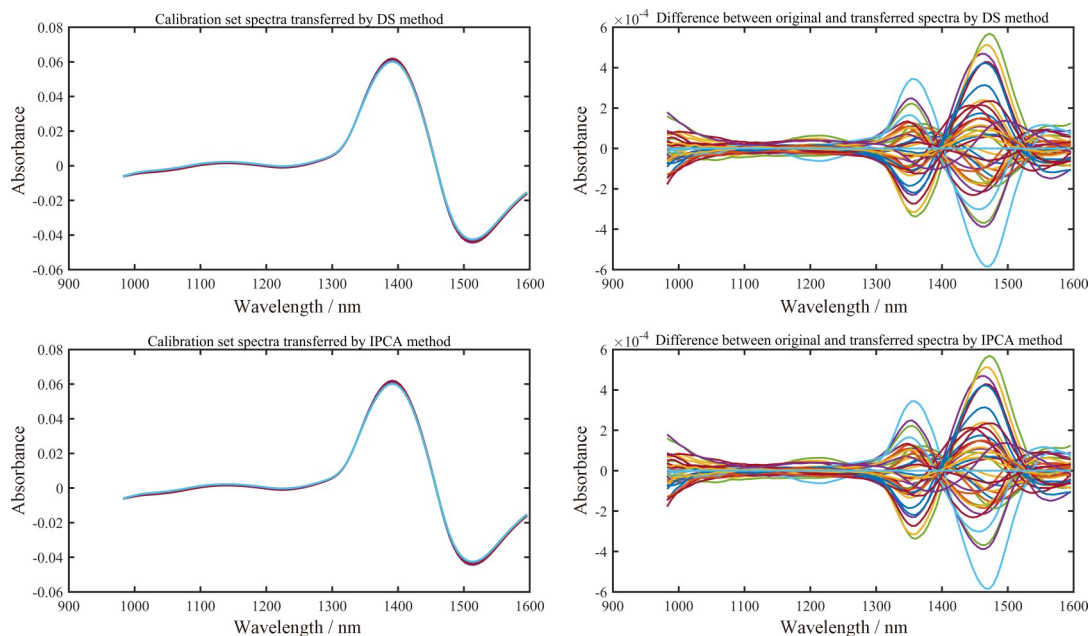 Calibration set spectra transferred by DS method
0.08
0.06
0.04
0.02
0
-0.02
-0.04
-0.06
Absorbance
900 1000 1100 1200 1300 1400 1500 1600
Wavelength / nm
×10⁻⁴ Difference between original and transferred spectra by DS method
6
4
2
0
-2
-4
-6
Absorbance
900 1000 1100 1200 1300 1400 1500 1600
Wavelength / nm
Calibration set spectra transferred by IPCA method
0.08
0.06
0.04
0.02
0
-0.02
-0.04
-0.06
Absorbance
900 1000 1100 1200 1300 1400 1500 1600
Wavelength / nm
×10⁻⁴ Difference between original and transferred spectra by IPCA method
6
4
2
0
-2
-4
-6
Absorbance
900 1000 1100 1200 1300 1400 1500 1600
Wavelength / nm